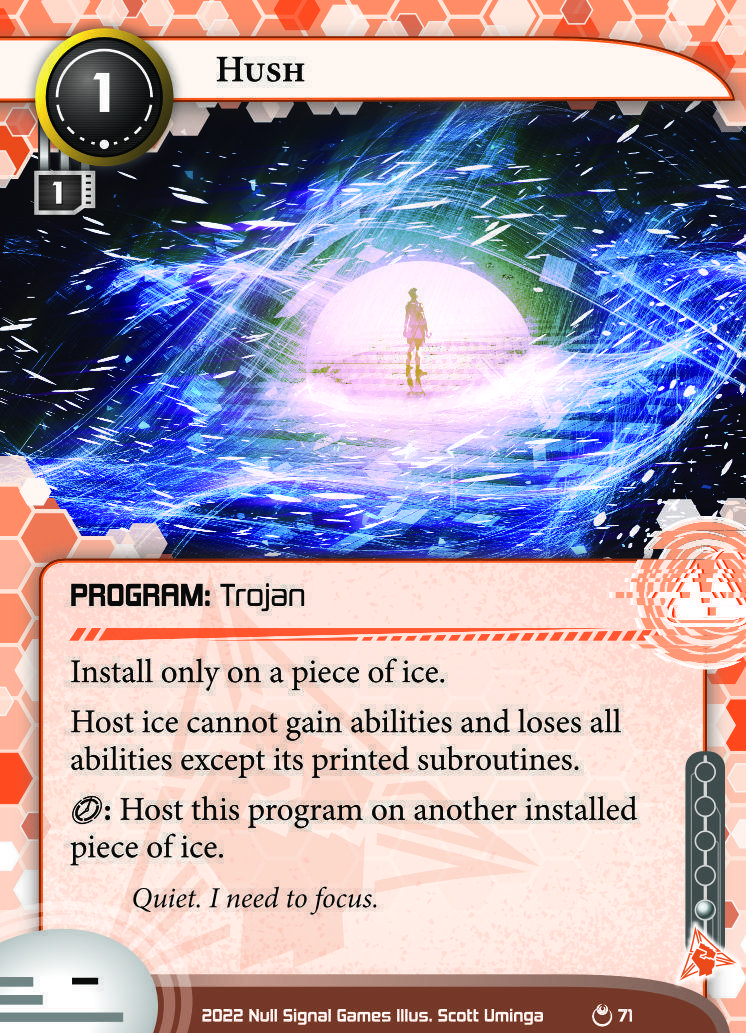 1
Hush
1
PROGRAM: Trojan
Install only on a piece of ice.
Host ice cannot gain abilities and loses all
abilities except its printed subroutines.
: Host this program on another installed
piece of ice.
Quiet. I need to focus.
–
2022 Null Signal Games Illus. Scott Uminga
71